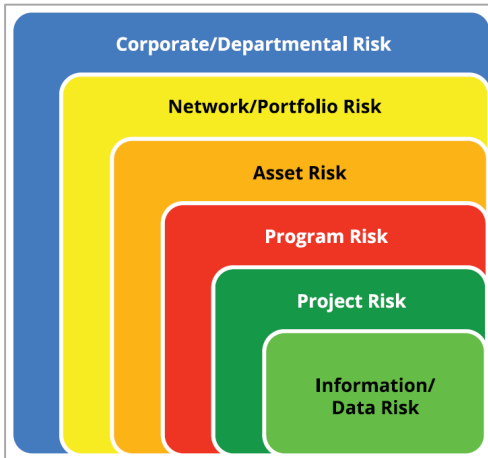 Corporate/Departmental Risk
Network/Portfolio Risk
Asset Risk
Program Risk
Project Risk
Information/
Data Risk